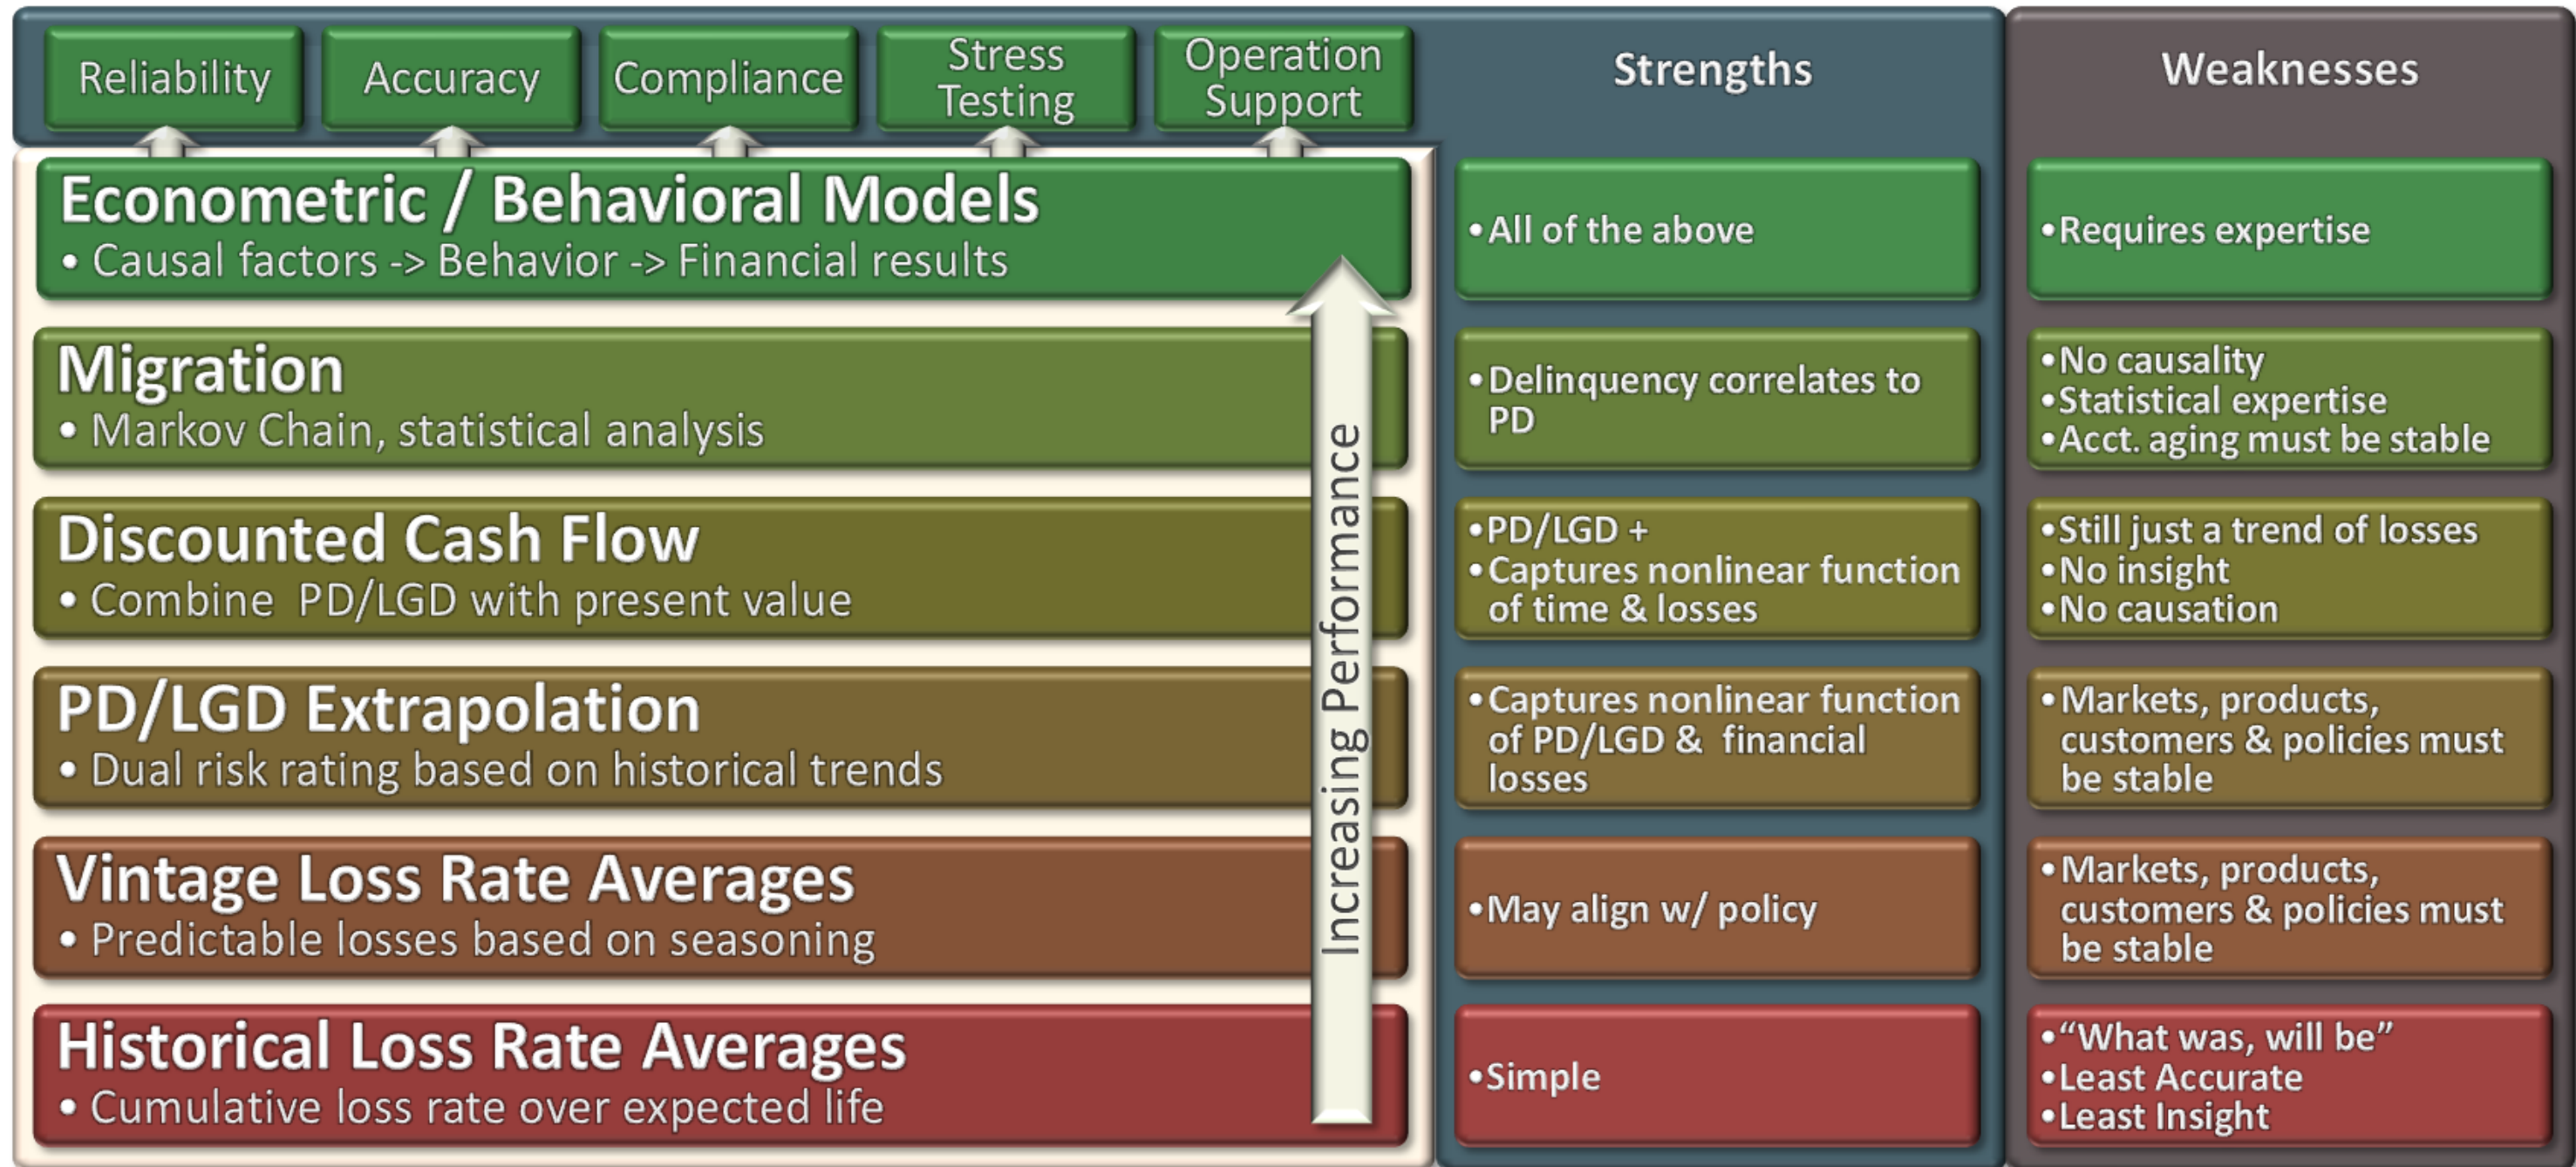 Reliability
Accuracy
Compliance
Stress
Testing
Operation
Support
Strengths
Weaknesses
Econometric / Behavioral Models
• Causal factors -> Behavior -> Financial results
•All of the above
•Requires expertise
Migration
• Markov Chain, statistical analysis
•Delinquency correlates to
PD
•No causality
•Statistical expertise
•Acct. aging must be stable
Discounted Cash Flow
• Combine  PD/LGD with present value
•PD/LGD +
•Captures nonlinear function
of time & losses
•Still just a trend of losses
•No insight
•No causation
PD/LGD Extrapolation
• Dual risk rating based on historical trends
•Captures nonlinear function
of PD/LGD &  financial
losses
•Markets, products,
customers & policies must
be stable
Vintage Loss Rate Averages
• Predictable losses based on seasoning
•May align w/ policy
•Markets, products,
customers & policies must
be stable
Historical Loss Rate Averages
• Cumulative loss rate over expected life
•Simple
•“What was, will be”
•Least Accurate
•Least Insight
Increasing Performance